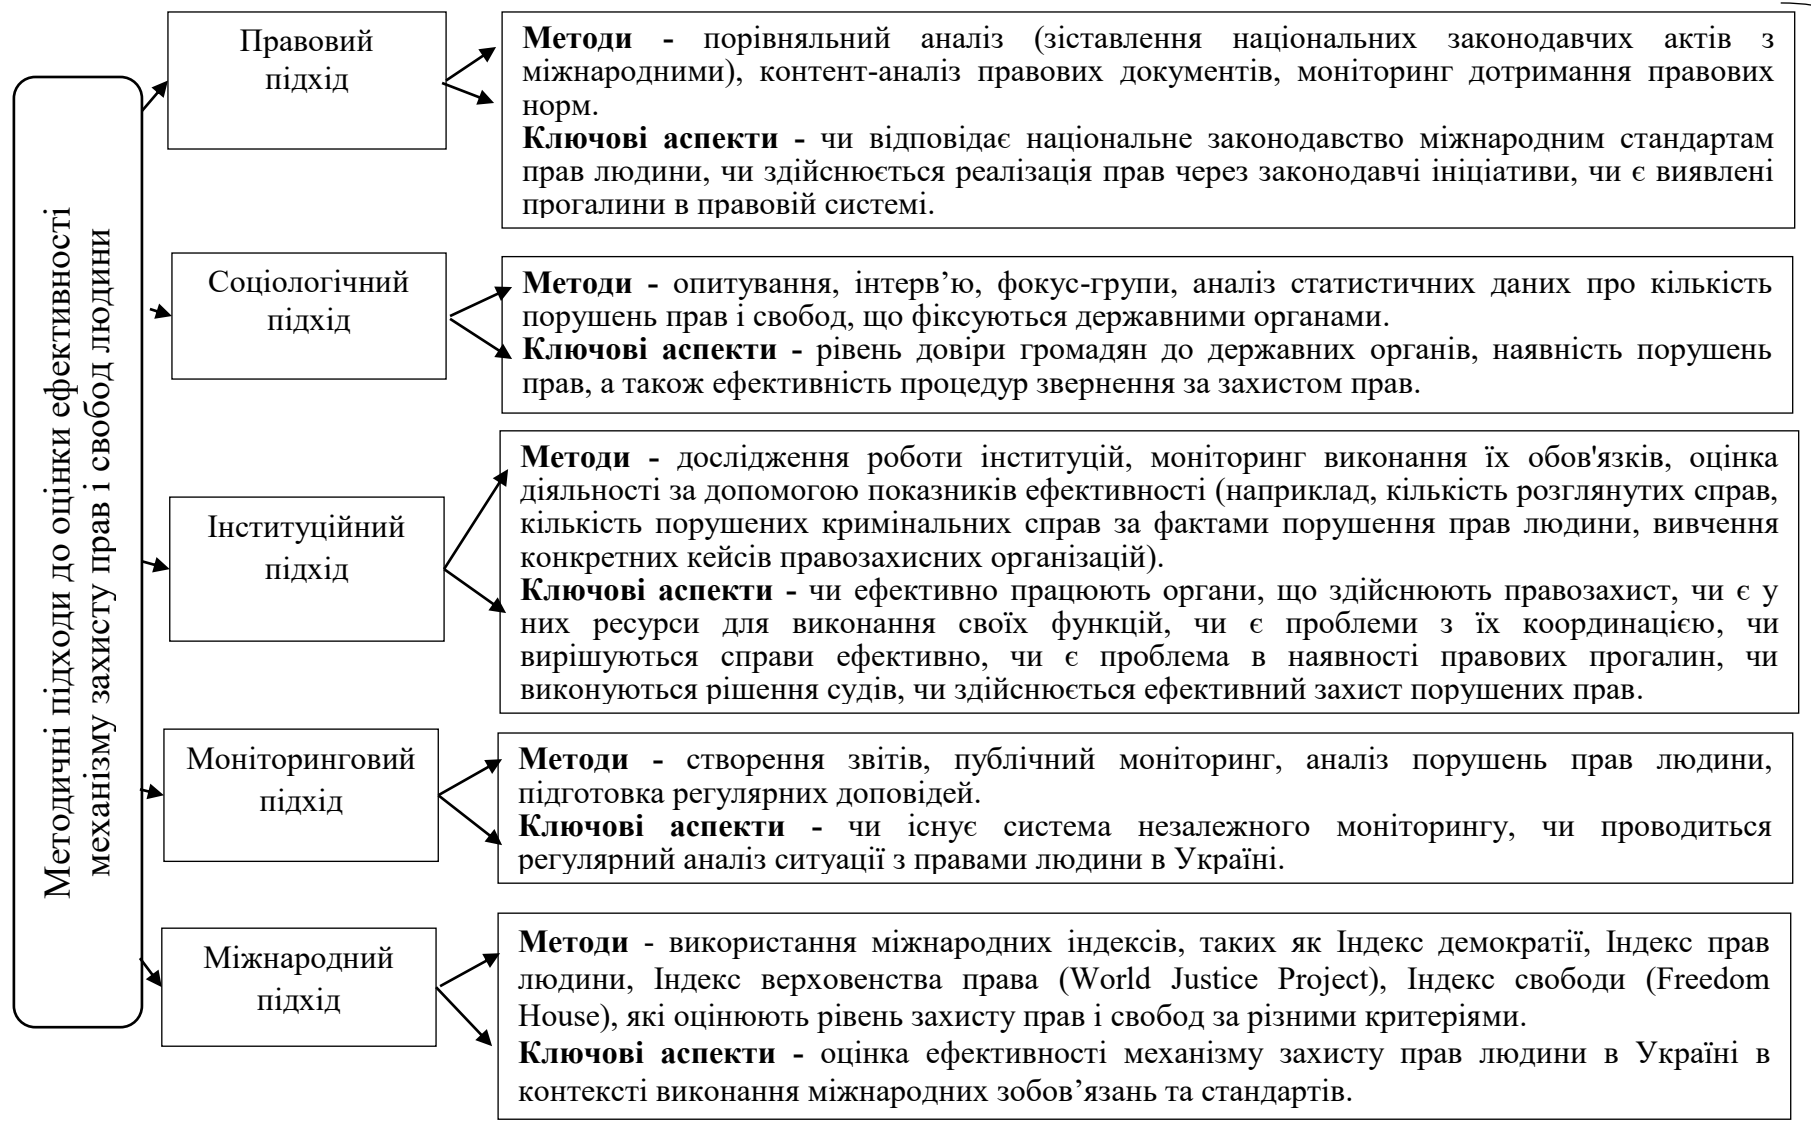 Методичні підходи до оцінки ефективності
механізму захисту прав і свобод людини
Правовий
підхід
Методи - порівняльний аналіз (зіставлення національних законодавчих актів з
міжнародними), контент-аналіз правових документів, моніторинг дотримання правових
норм.
Ключові аспекти - чи відповідає національне законодавство міжнародним стандартам
прав людини, чи здійснюється реалізація прав через законодавчі ініціативи, чи є виявлені
прогалини в правовій системі.
Соціологічний
підхід
Методи - опитування, інтерв’ю, фокус-групи, аналіз статистичних даних про кількість
порушень прав і свобод, що фіксуються державними органами.
Ключові аспекти - рівень довіри громадян до державних органів, наявність порушень
прав, а також ефективність процедур звернення за захистом прав.
Інституційний
підхід
Методи - дослідження роботи інституцій, моніторинг виконання їх обов'язків, оцінка
діяльності за допомогою показників ефективності (наприклад, кількість розглянутих справ,
кількість порушених кримінальних справ за фактами порушення прав людини, вивчення
конкретних кейсів правозахисних організацій).
Ключові аспекти - чи ефективно працюють органи, що здійснюють правозахист, чи є у
них ресурси для виконання своїх функцій, чи є проблеми з їх координацією, чи
вирішуються справи ефективно, чи є проблема в наявності правових прогалин, чи
виконуються рішення судів, чи здійснюється ефективний захист порушених прав.
Моніторинговий
підхід
Методи - створення звітів, публічний моніторинг, аналіз порушень прав людини,
підготовка регулярних доповідей.
Ключові аспекти - чи існує система незалежного моніторингу, чи проводиться
регулярний аналіз ситуації з правами людини в Україні.
Міжнародний
підхід
Методи - використання міжнародних індексів, таких як Індекс демократії, Індекс прав
людини, Індекс верховенства права (World Justice Project), Індекс свободи (Freedom
House), які оцінюють рівень захисту прав і свобод за різними критеріями.
Ключові аспекти - оцінка ефективності механізму захисту прав людини в Україні в
контексті виконання міжнародних зобов’язань та стандартів.